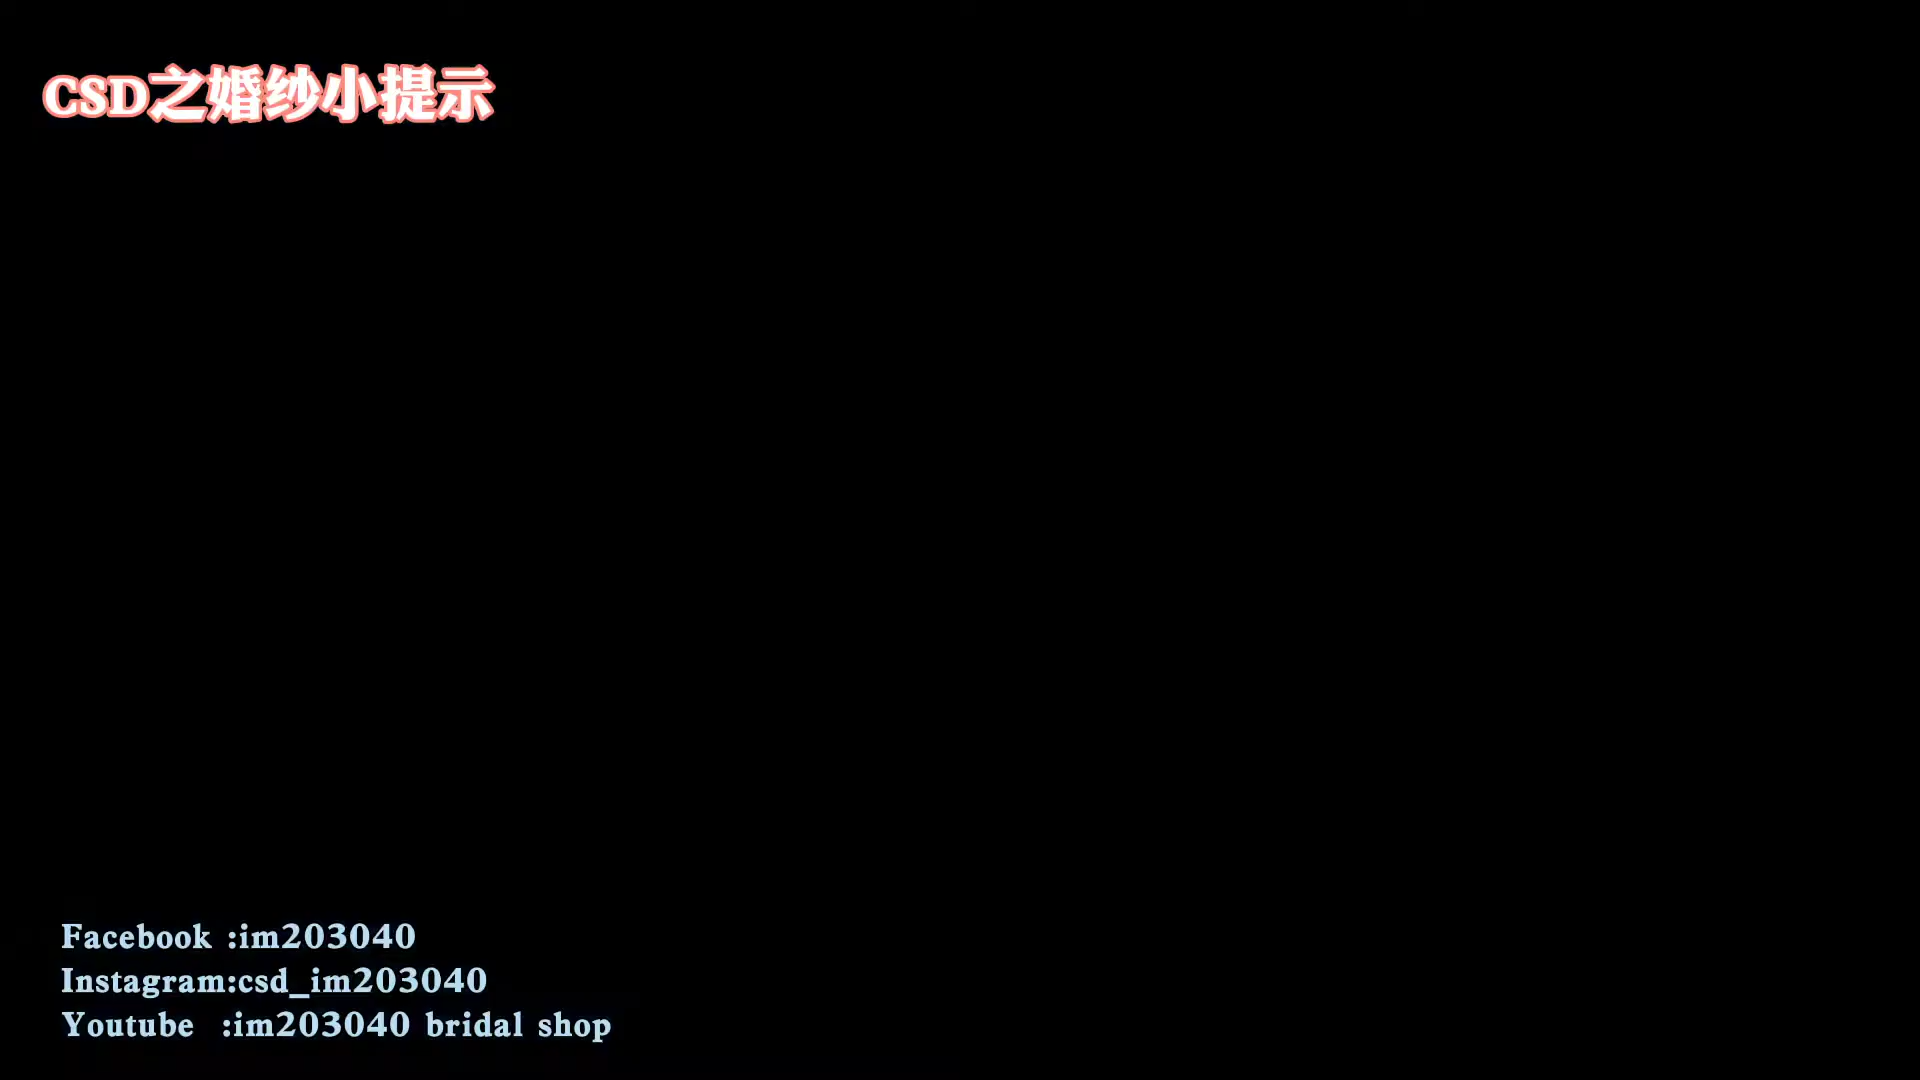 CSD之婚纱小提示
Facebook :im203040
Instagram:csd_im203040
Youtube :im203040 bridal shop